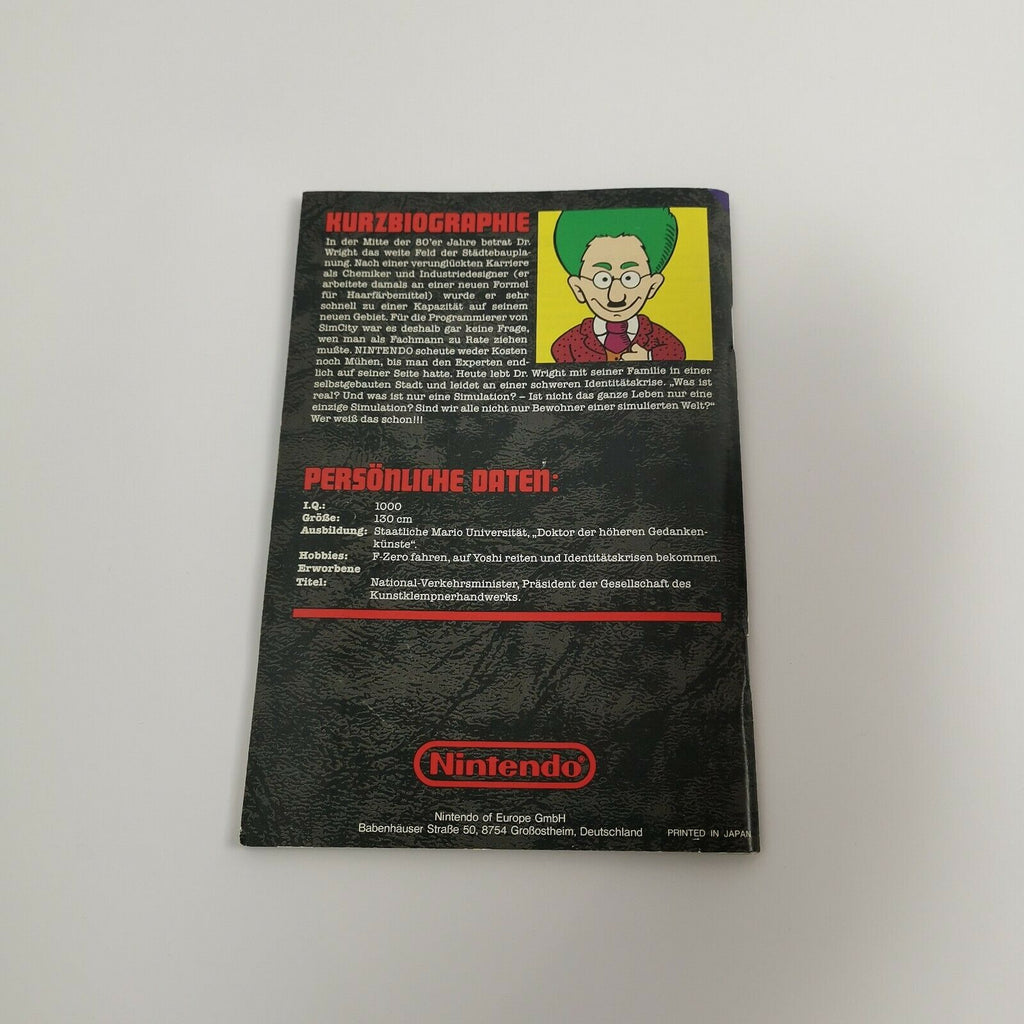 KURZBIOGRAPHIE
In der Mitte der 80'er Jahre betrat Dr.
Wright das weite Feld der Städtebaupla-
nung. Nach einer verunglückten Karriere
als Chemiker und Industriedesigner (er
arbeitete damals an einer neuen Formel
für Haarfärbemittel) wurde er sehr
schnell zu einer Kapazität auf seinem
neuen Gebiet. Für die Programmierer von
SimCity war es deshalb gar keine Frage,
wen man als Fachmann zu Rate ziehen
mußte. NINTENDO scheute weder Kosten
noch Mühen, bis man den Experten end-
lich auf seiner Seite hatte. Heute lebt Dr. Wright mit seiner Familie in einer
selbstgebauten Stadt und leidet an einer schweren Identitätskrise. „Was ist
real? Und was ist nur eine Simulation? – Ist nicht das ganze Leben nur eine
einzige Simulation? Sind wir alle nicht nur Bewohner einer simulierten Welt?“
Wer weiß das schon!!!
PERSÖNLICHE DATEN:
I.Q.: 1000
Größe: 130 cm
Ausbildung: Staatliche Mario Universität, „Doktor der höheren Gedanken-
künste“.
Hobbies: F-Zero fahren, auf Yoshi reiten und Identitätskrisen bekommen.
Erworbene
Titel: National-Verkehrsminister, Präsident der Gesellschaft des
Kunstklempnerhandwerks.
Nintendo®
Nintendo of Europe GmbH
Babenhäuser Straße 50, 8754 Großostheim, Deutschland
PRINTED IN JAPAN